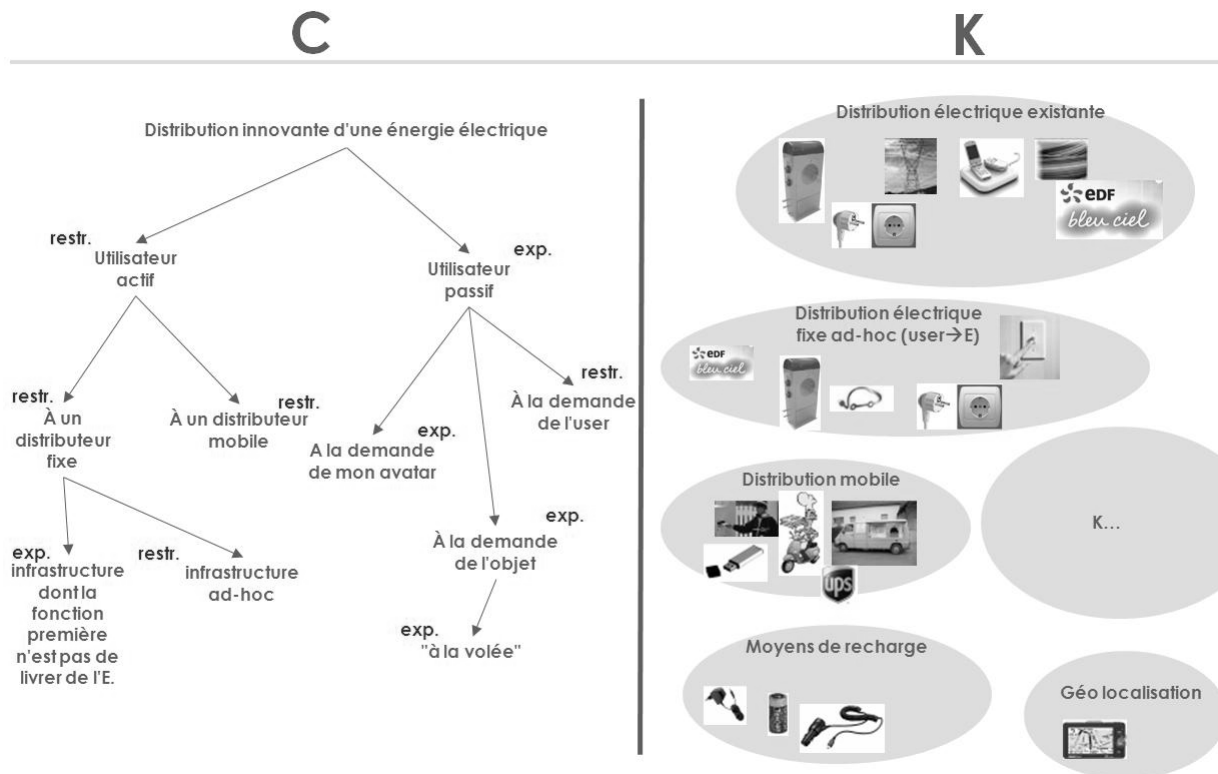 C
K
Distribution innovante d'une énergie électrique
restr.
Utilisateur
actif
exp.
Utilisateur
passif
restr.
À un
distributeur
fixe
restr.
À un distributeur
mobile
exp.
A la demande
de mon avatar
restr.
À la demande
de l'user
exp.
À la demande
de l'objet
exp.
infrastructure
dont la
fonction
première
n'est pas de
livrer de l'E.
restr.
infrastructure
ad-hoc
exp.
"à la volée"
Distribution électrique existante
eDF
bleu ciel
Distribution électrique
fixe ad-hoc (user→E)
eDF
bleu ciel
Distribution mobile
ups
K...
Moyens de recharge
Géo localisation